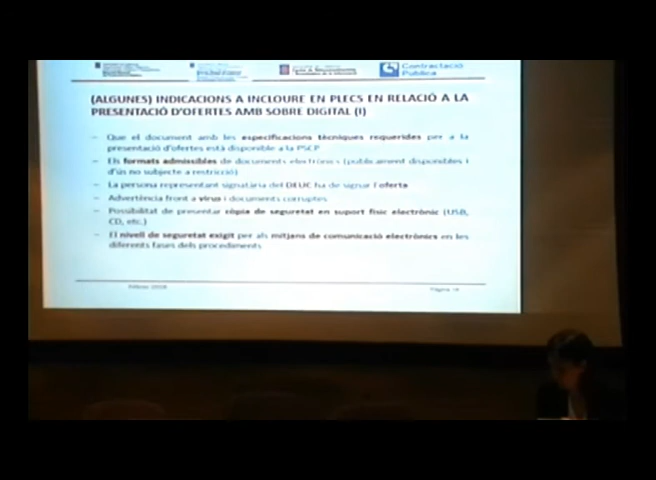 Contractació
Pública
(ALGUNES) INDICACIONS A INCLOURE EN PLECS EN RELACIÓ A LA
PRESENTACIÓ D'OFERTES AMB SOBRE DIGITAL (I)
– Que el document amb les especificacions tècniques requerides per a la
presentació d'ofertes està disponible a la PSCP
– Els formats admissibles de documents electrònics (públicament disponibles i
d'ús no subjecte a restricció)
– La persona representant signatària del DEUC ha de signar l'oferta
– Advertència front a virus i documents corruptes
– Possibilitat de presentar còpia de seguretat en suport físic electrònic (USB,
CD, etc.)
– El nivell de seguretat exigit per als mitjans de comunicació electrònics en les
diferents fases dels procediments